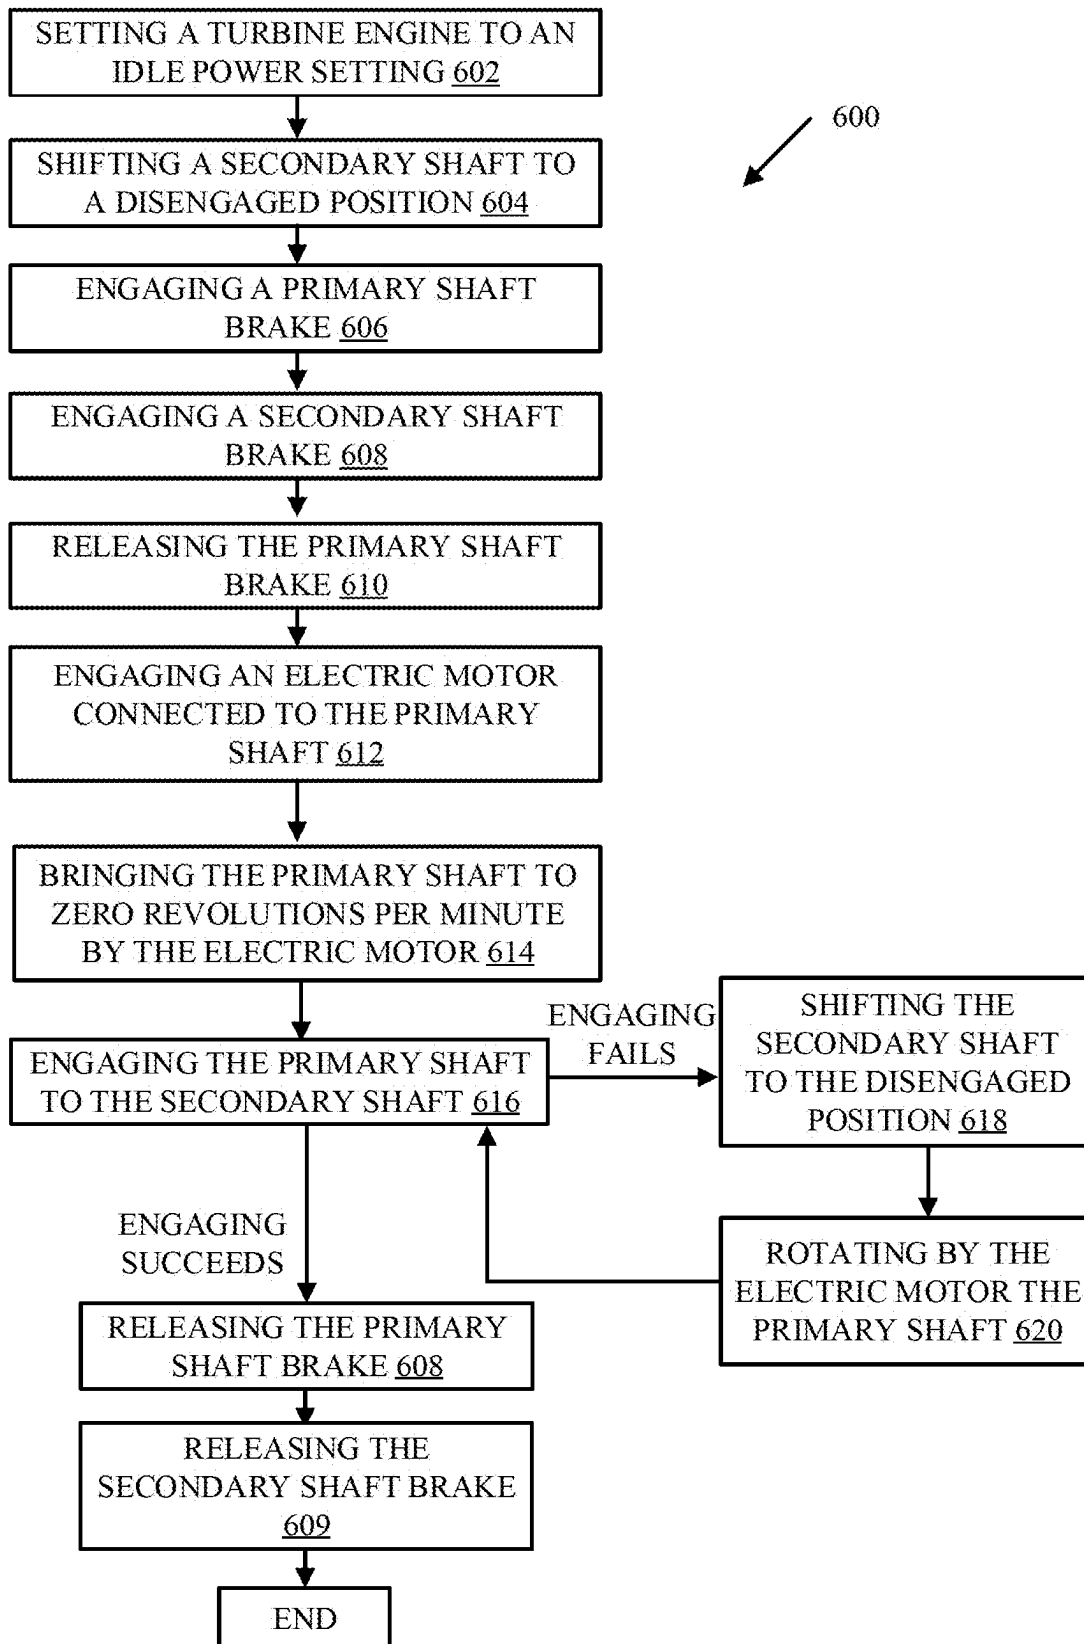 SETTING A TURBINE ENGINE TO AN
IDLE POWER SETTING 602
600
SHIFTING A SECONDARY SHAFT TO
A DISENGAGED POSITION 604
ENGAGING A PRIMARY SHAFT
BRAKE 606
ENGAGING A SECONDARY SHAFT
BRAKE 608
RELEASING THE PRIMARY SHAFT
BRAKE 610
ENGAGING AN ELECTRIC MOTOR
CONNECTED TO THE PRIMARY
SHAFT 612
BRINGING THE PRIMARY SHAFT TO
ZERO REVOLUTIONS PER MINUTE
BY THE ELECTRIC MOTOR 614
ENGAGING THE PRIMARY SHAFT
TO THE SECONDARY SHAFT 616
ENGAGING
FAILS
SHIFTING THE
SECONDARY SHAFT
TO THE DISENGAGED
POSITION 618
ROTATING BY THE
ELECTRIC MOTOR THE
PRIMARY SHAFT 620
ENGAGING
SUCCEEDS
RELEASING THE PRIMARY
SHAFT BRAKE 608
RELEASING THE
SECONDARY SHAFT BRAKE
609
END